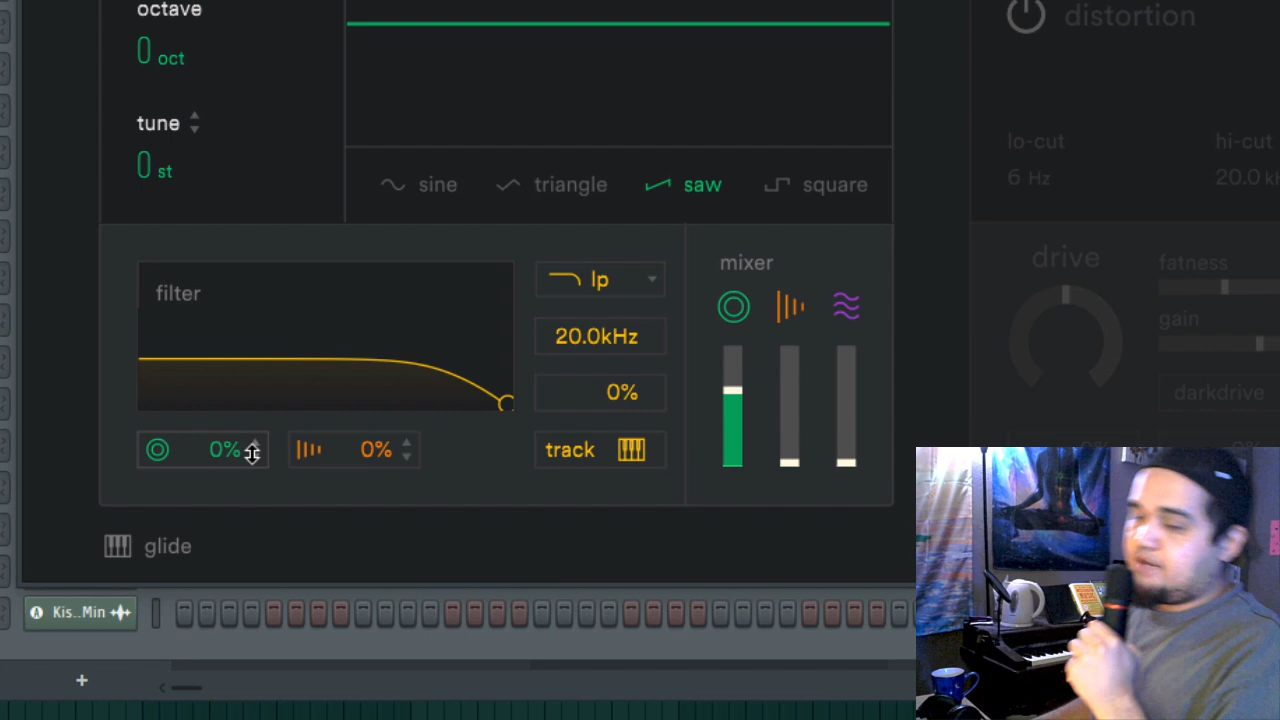 octave
0 oct
tune
0 st
sine
triangle
saw
square
filter
lp
20.0kHz
0%
track
0%
0%
mixer
glide
distortion
lo-cut
hi-cut
6 Hz
drive
fatness
gain
darkdrive
Kis..Min
+